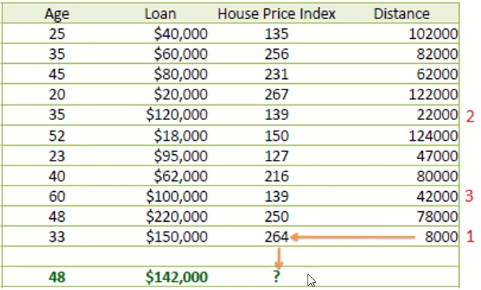 Age Loan House Price Index Distance
25 $40,000 135 102000
35 $60,000 256 82000
45 $80,000 231 62000
20 $20,000 267 122000
35 $120,000 139 22000 2
52 $18,000 150 124000
23 $95,000 127 47000
40 $62,000 216 80000
60 $100,000 139 42000 3
48 $220,000 250 78000
33 $150,000 264 8000 1
48 $142,000 ?